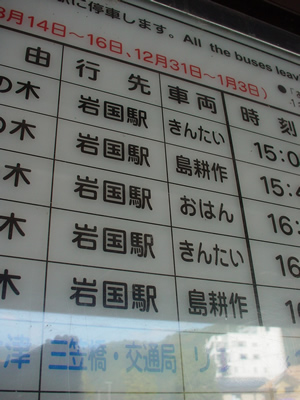 に停車します。All the buses leav
8月14日〜16日、12月31日〜1月3日)
由 行先 車両 時刻
の木 岩国駅 きんたい 15:0
の木 岩国駅 島耕作 15:4
の木 岩国駅 おはん 16:
木 岩国駅 きんたい 16
木 岩国駅 島耕作 16
津 三笠橋・交通局 リ